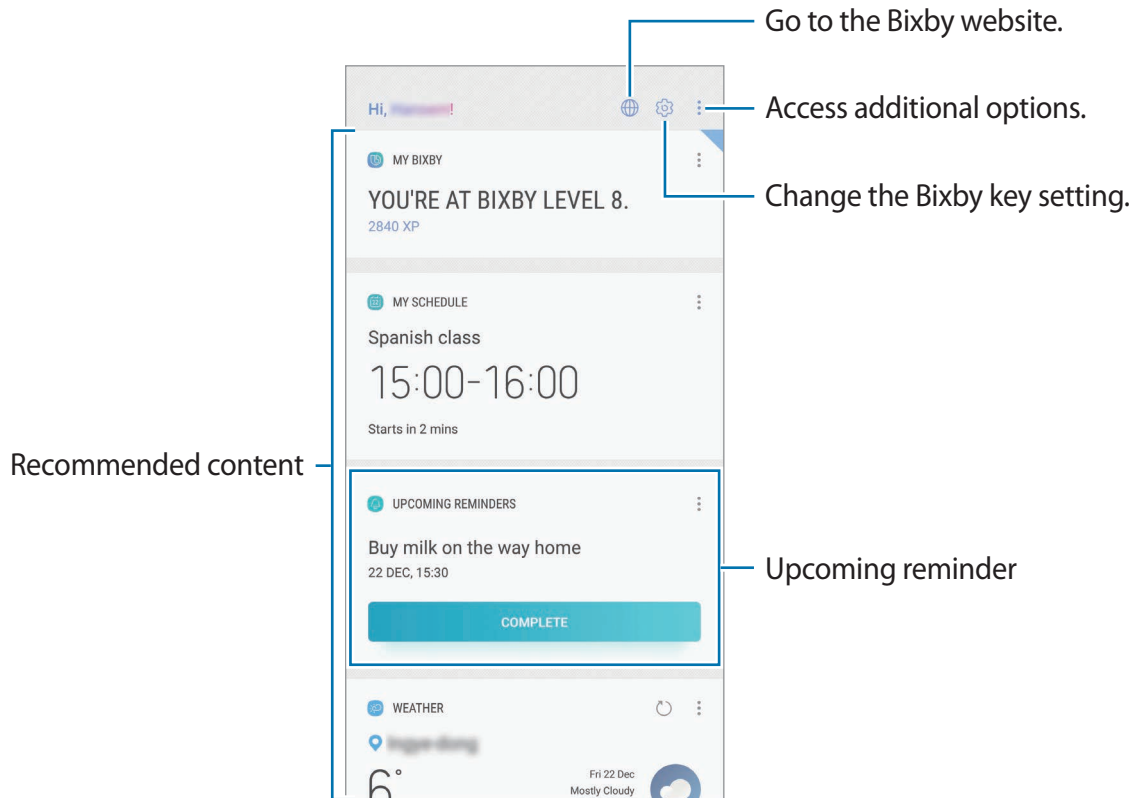 Go to the Bixby website.
Hi, !
Access additional options.
MY BIXBY
YOU'RE AT BIXBY LEVEL 8.
2840 XP
Change the Bixby key setting.
MY SCHEDULE
Spanish class
15:00-16:00
Starts in 2 mins
Recommended content
UPCOMING REMINDERS
Buy milk on the way home
22 DEC, 15:30
Upcoming reminder
COMPLETE
WEATHER
6°
Fri 22 Dec
Mostly Cloudy